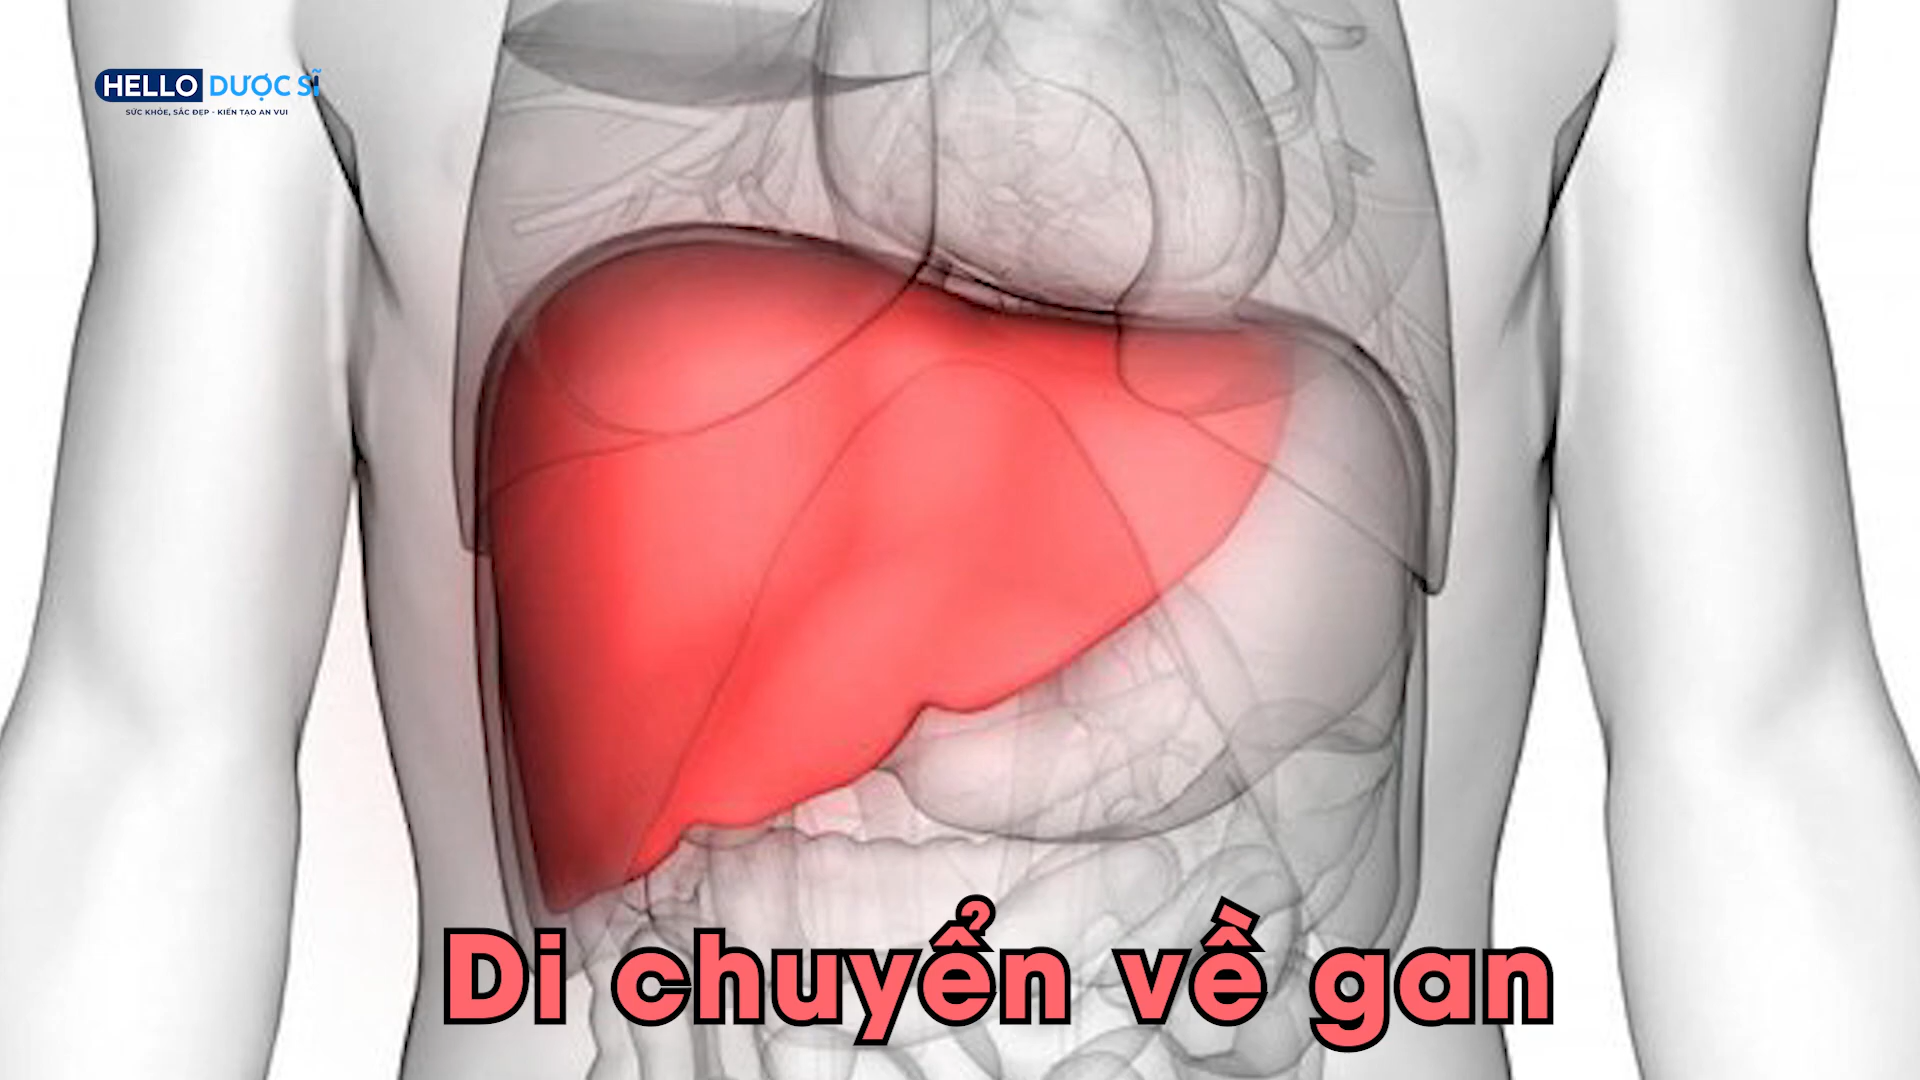 HELLO DƯỢC SĨ
SỨC KHỎE, SẮC ĐẸP - KIẾN TẠO AN VUI
Di chuyển về gan